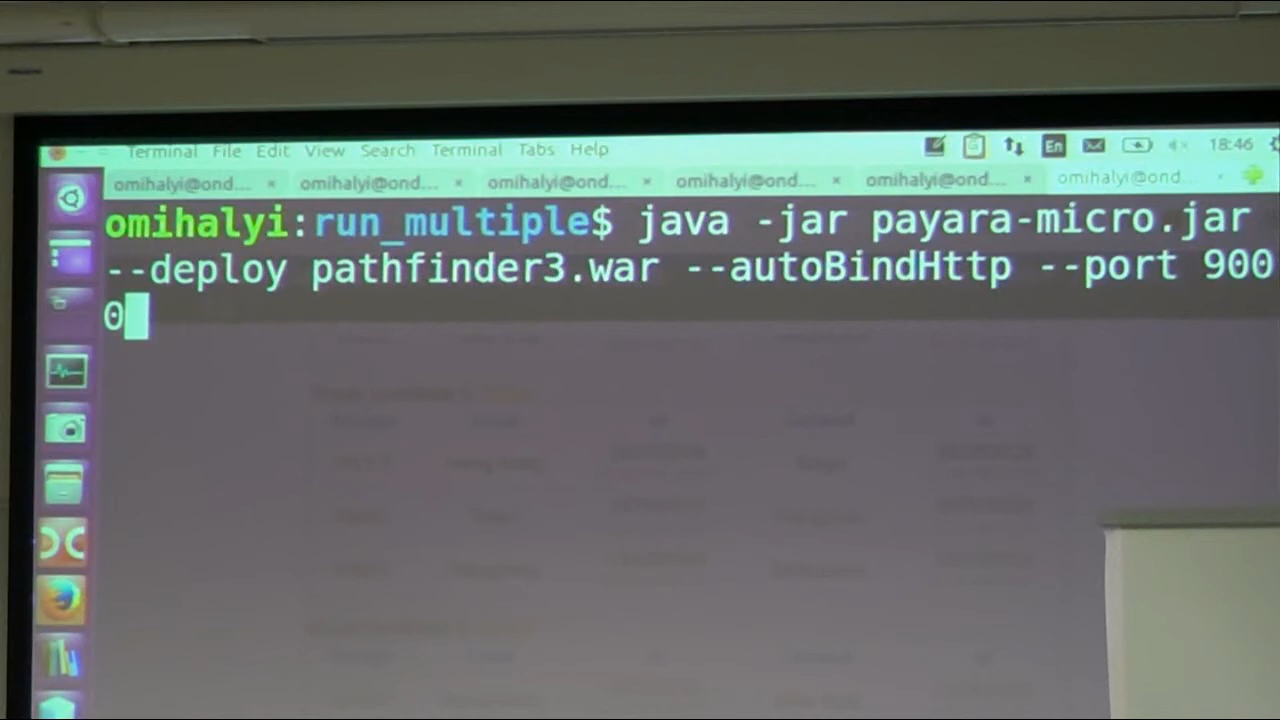 Terminal File Edit View Search Terminal Tabs Help En 18:46
omihalyi@ond... × omihalyi@ond... × omihalyi@ond... × omihalyi@ond... × omihalyi@ond... × omihalyi@ond... ×
omihalyi:run_multiple$ java -jar payara-micro.jar
--deploy pathfinder3.war --autoBindHttp --port 900
0